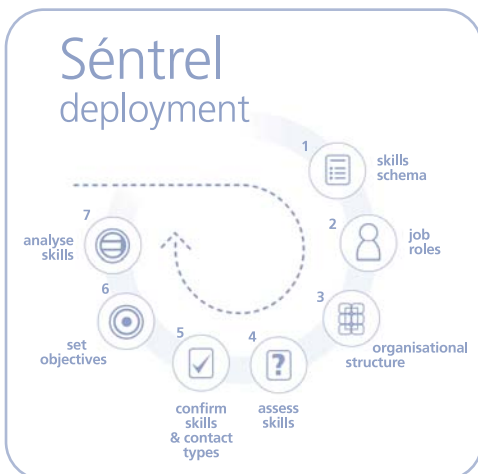 Séntrel
deployment
1
skills
schema
2
job
roles
3
organisational
structure
4
?
assess
skills
5
confirm
skills
& contact
types
6
set
objectives
7
analyse
skills